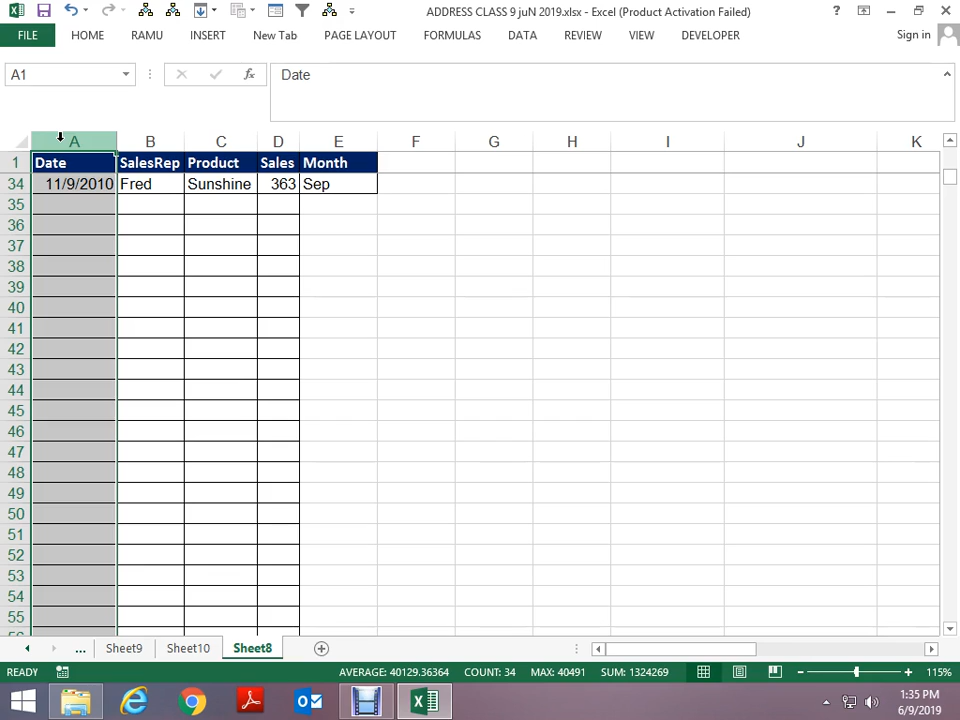 ADDRESS CLASS 9 juN 2019.xlsx - Excel (Product Activation Failed)
FILE HOME RAMU INSERT New Tab PAGE LAYOUT FORMULAS DATA REVIEW VIEW DEVELOPER Sign in
A1 fx Date
A B C D E F G H I J K
1 Date SalesRep Product Sales Month
34 11/9/2010 Fred Sunshine 363 Sep
35
36
37
38
39
40
41
42
43
44
45
46
47
48
49
50
51
52
53
54
55
56
... Sheet9 Sheet10 Sheet8
READY AVERAGE: 40129.36364 COUNT: 34 MAX: 40491 SUM: 1324269 115%
1:35 PM
6/9/2019